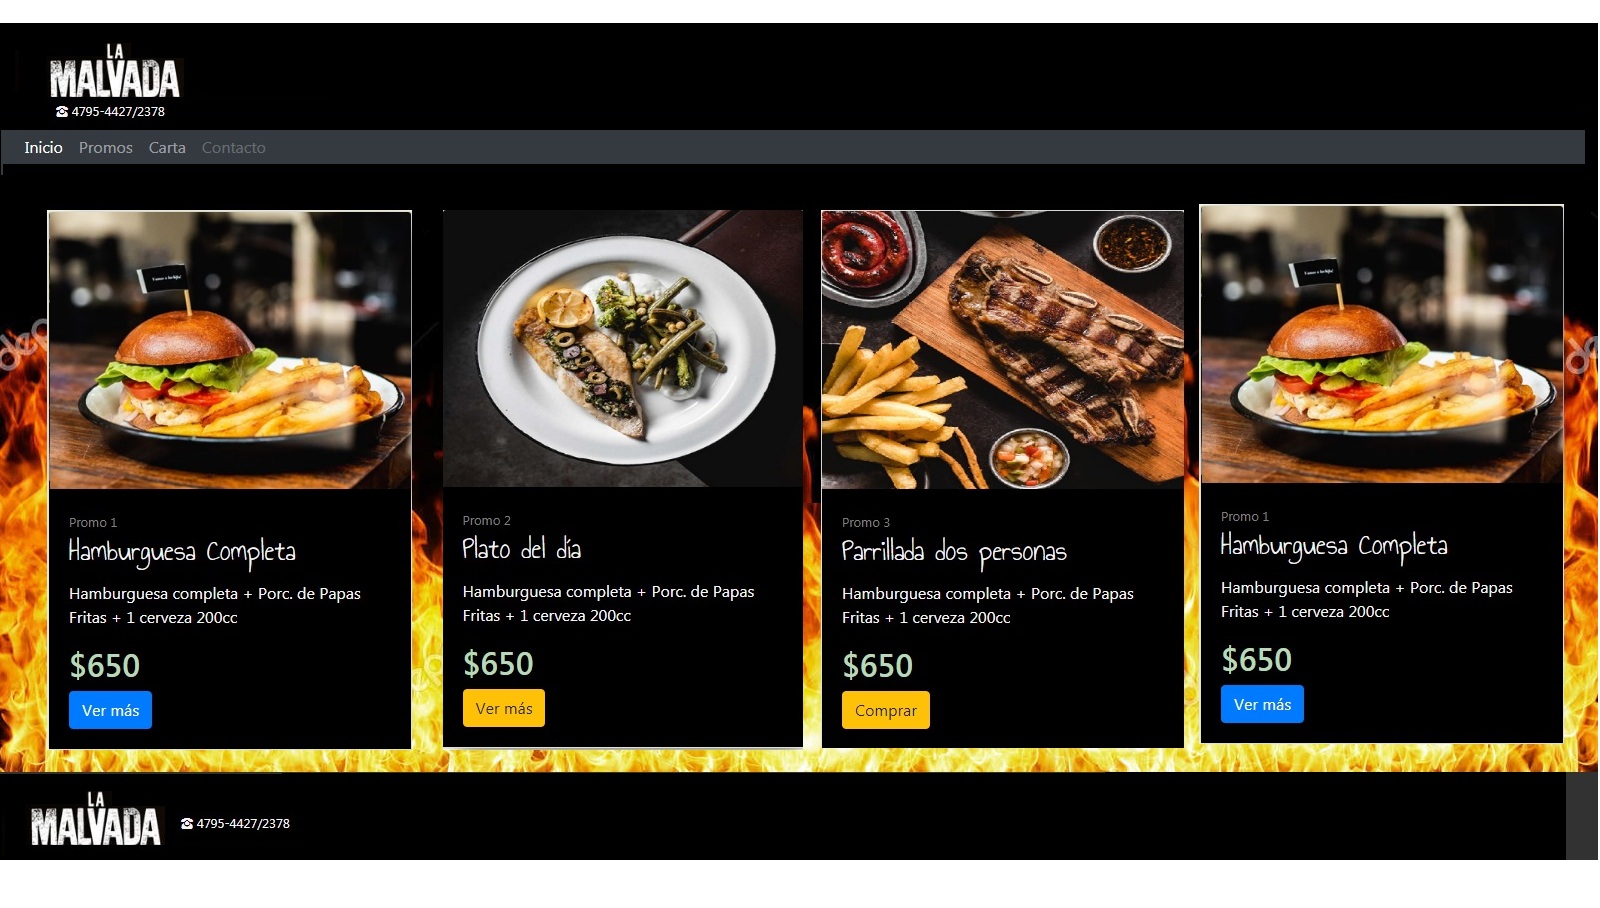 LA
MALVADA
4795-4427/2378
Inicio Promos Carta Contacto
Promo 1
Hamburguesa Completa
Hamburguesa completa + Porc. de Papas
Fritas + 1 cerveza 200cc
$650
Ver más
Promo 2
Plato del día
Hamburguesa completa + Porc. de Papas
Fritas + 1 cerveza 200cc
$650
Ver más
Promo 3
Parrillada dos personas
Hamburguesa completa + Porc. de Papas
Fritas + 1 cerveza 200cc
$650
Comprar
Promo 1
Hamburguesa Completa
Hamburguesa completa + Porc. de Papas
Fritas + 1 cerveza 200cc
$650
Ver más
LA
MALVADA
4795-4427/2378